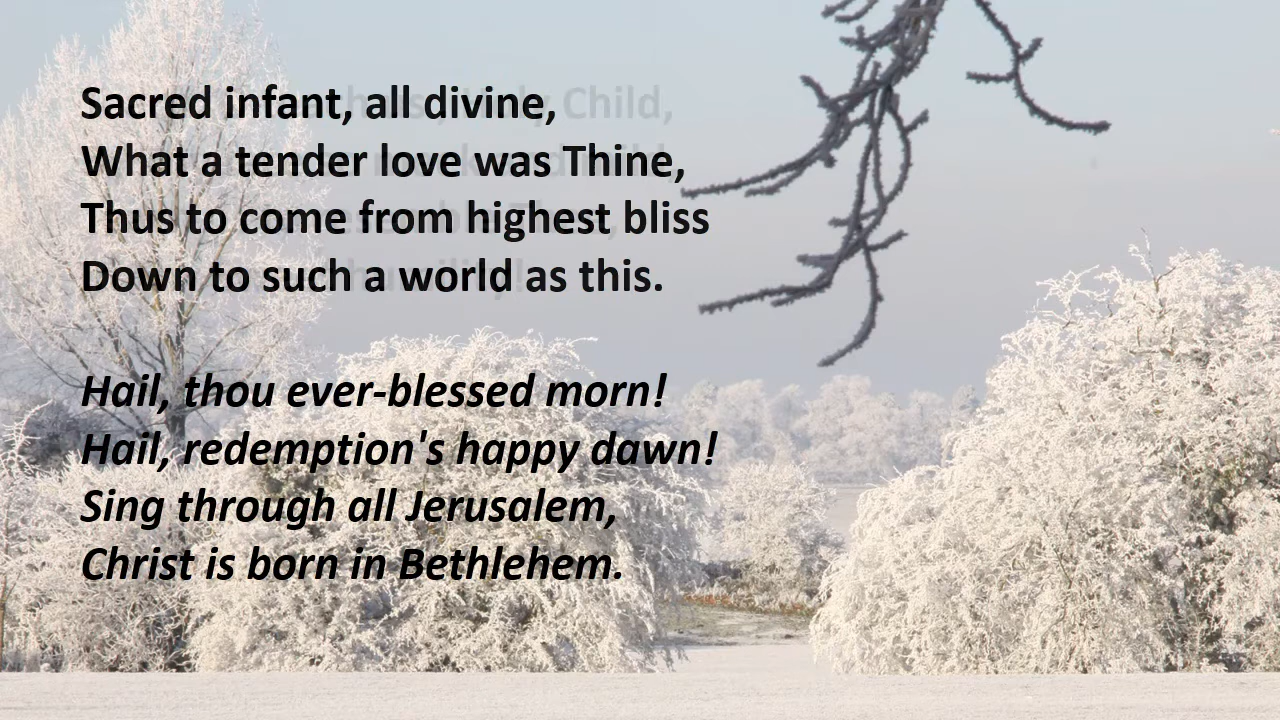 Sacred infant, all divine,
What a tender love was Thine,
Thus to come from highest bliss
Down to such a world as this.
Hail, thou ever-blessed morn!
Hail, redemption's happy dawn!
Sing through all Jerusalem,
Christ is born in Bethlehem.